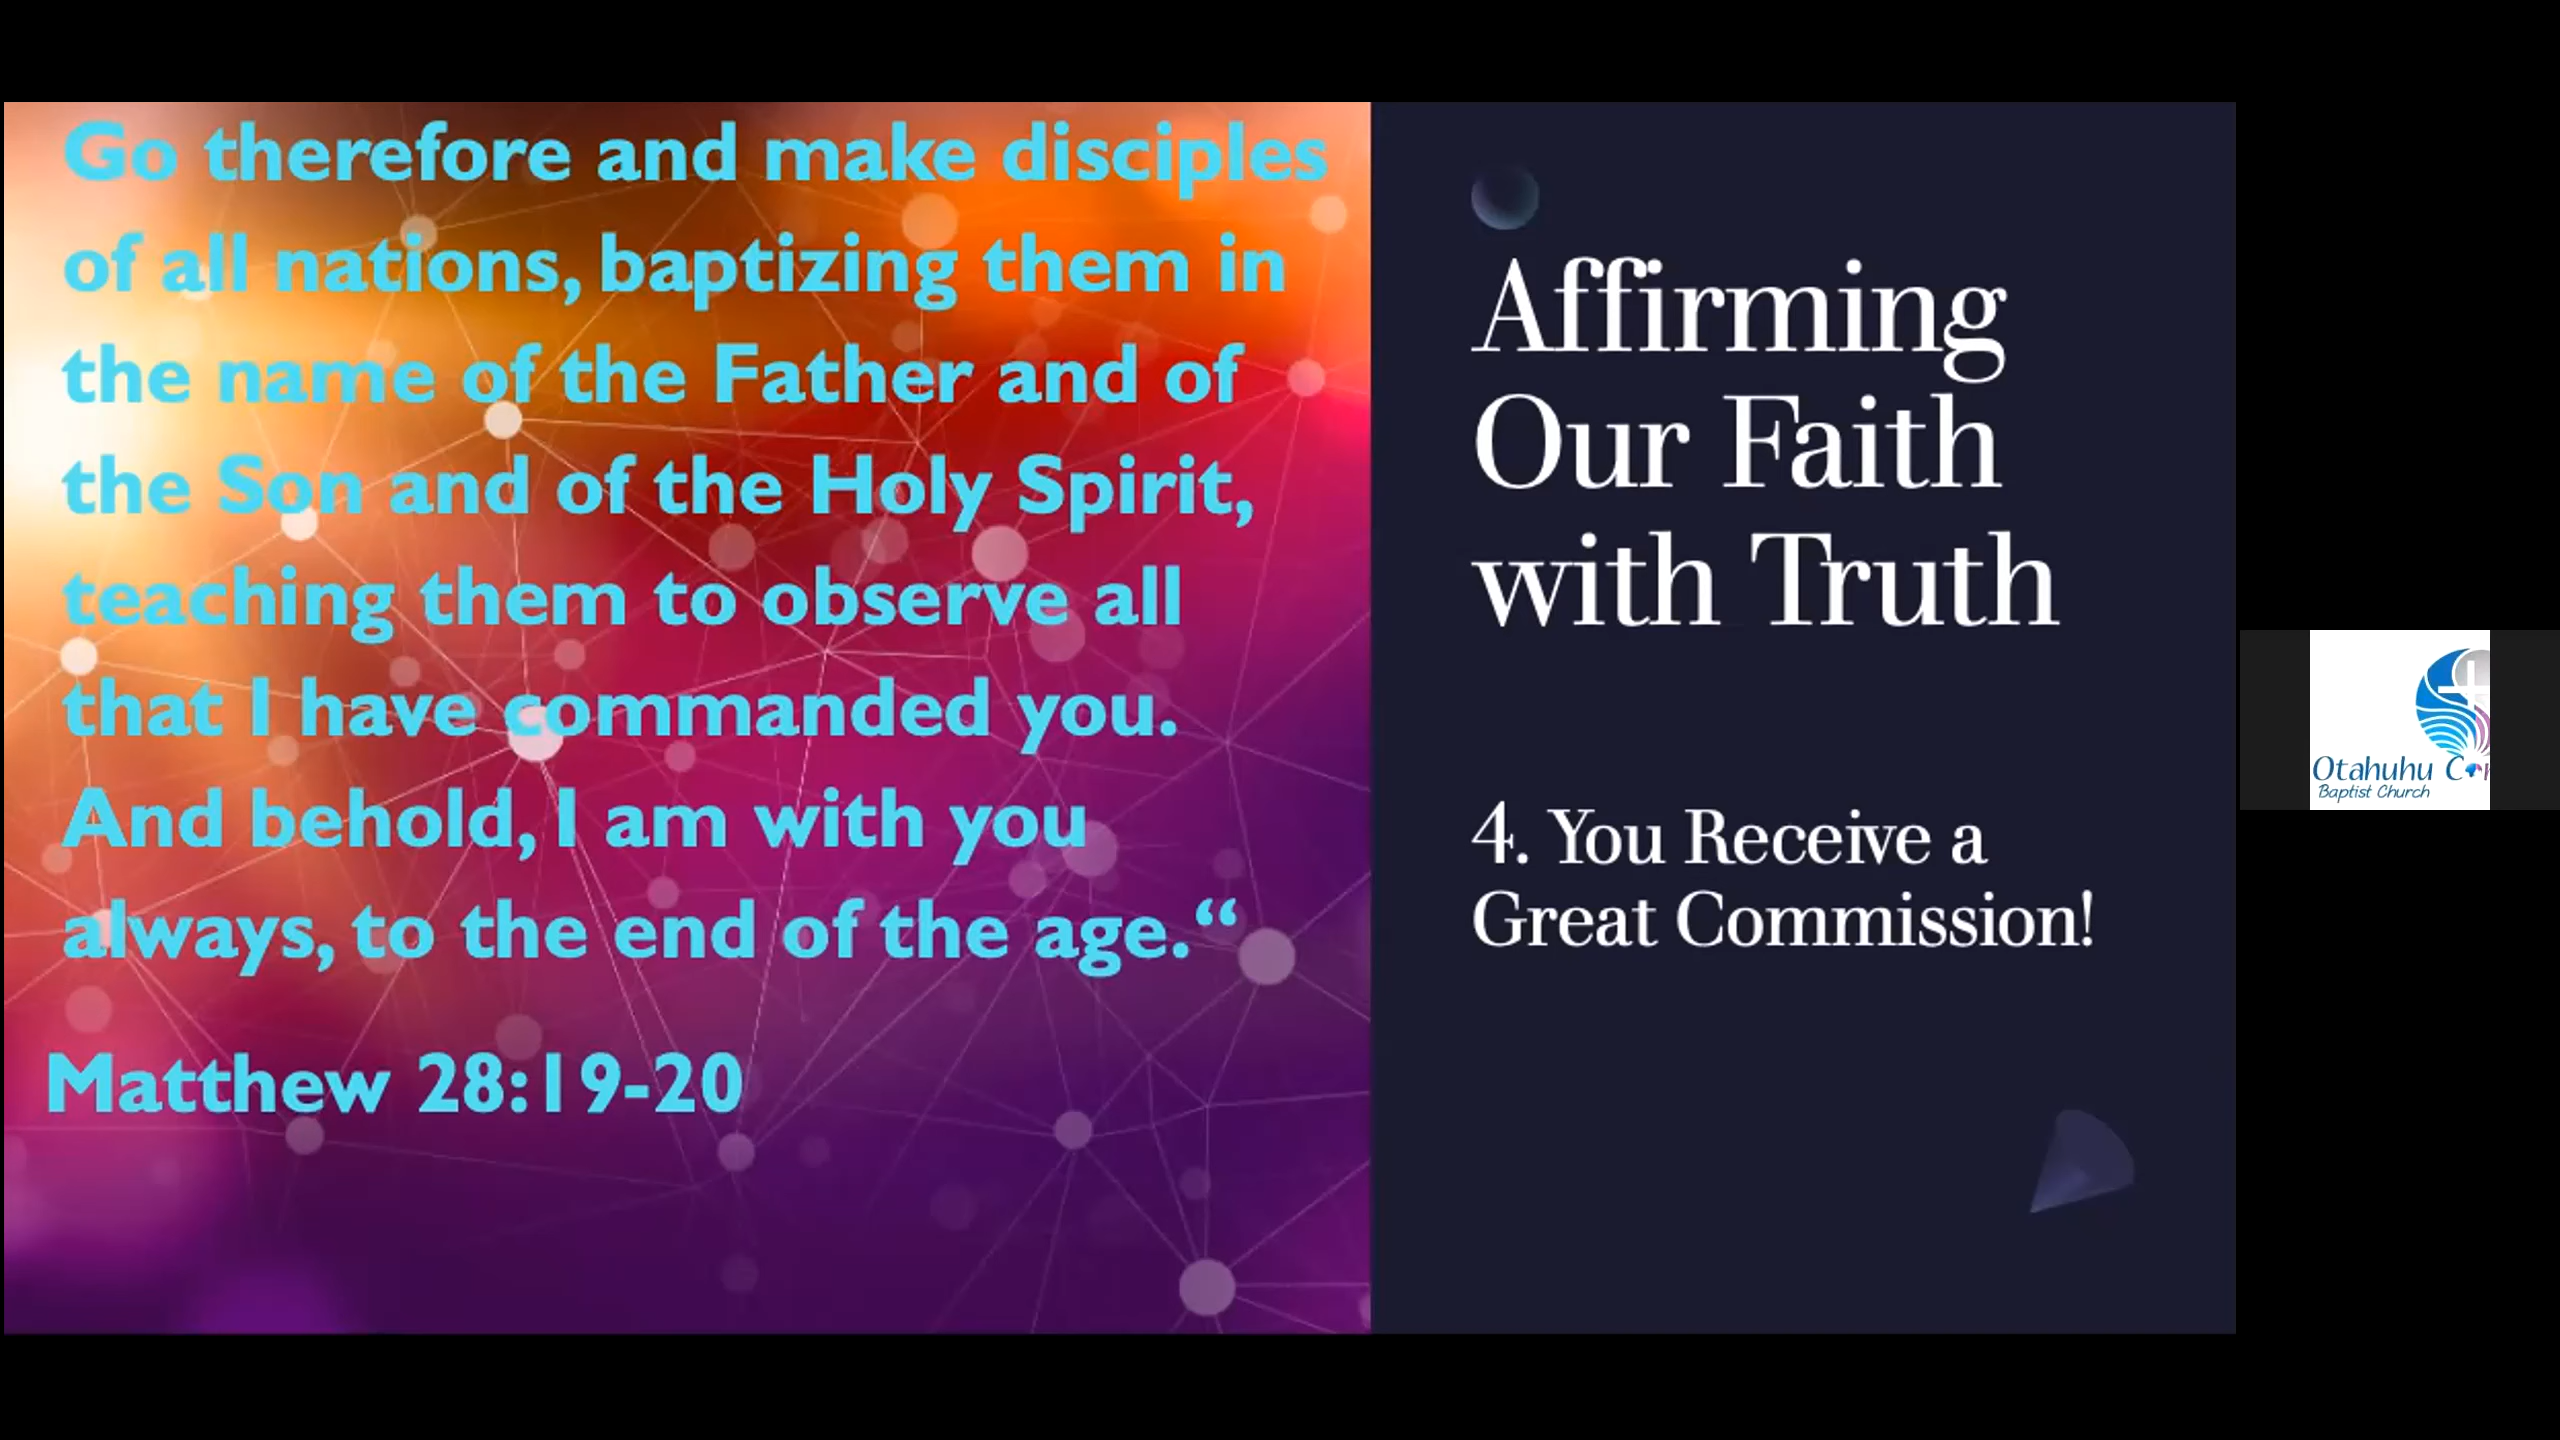 Go therefore and make disciples
of all nations, baptizing them in
the name of the Father and of
the Son and of the Holy Spirit,
teaching them to observe all
that I have commanded you.
And behold, I am with you
always, to the end of the age.“
Matthew 28:19-20
Affirming
Our Faith
with Truth
4. You Receive a
Great Commission!
Otahuhu
Baptist Church